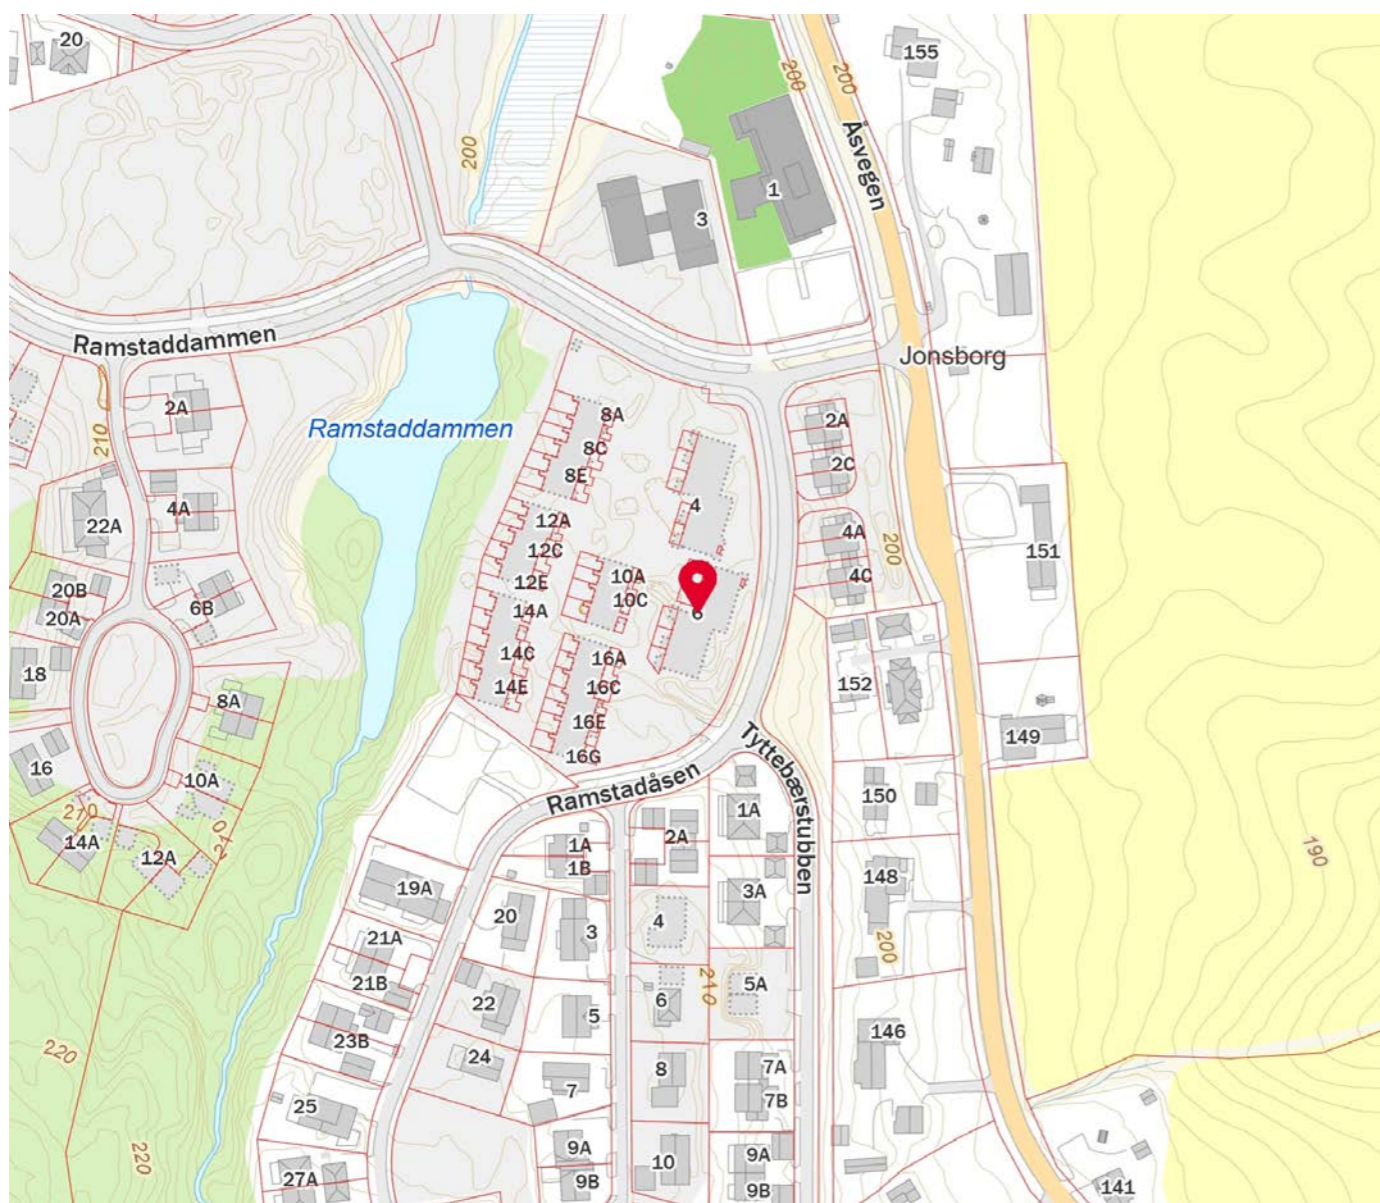 20
155
200
200
Åsvegen
200
1
3
Ramstaddammen
Jonsborg
2A
210
Ramstaddammen
8A
8C
8E
2A
2C
4
4A
22A
12A
12C
12E
4A
4C
200
151
20B
20A
6B
10A
10C
6
14A
14C
14E
16A
16C
16E
16G
18
8A
152
149
16
10A
Tyttebærstubben
Ramstadåsen
150
210
14A
12A
210
1A
1A
1B
2A
190
19A
20
3
4
3A
148
21A
21B
200
22
5
6
210
5A
23B
24
146
220
7
8
7A
7B
25
220
9A
9B
10
9A
9B
27A
141